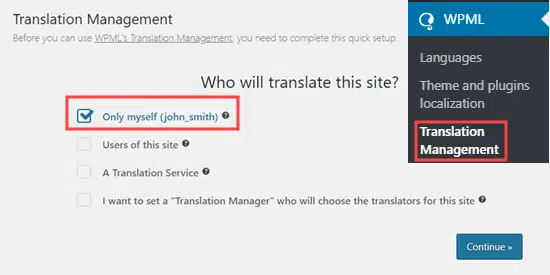 Translation Management
Before you can use WPML's Translation Management, you need to complete this quick setup.
Who will translate this site?
Only myself (john_smith) ?
Users of this site ?
A Translation Service ?
I want to set a "Translation Manager" who will choose the translators for this site ?
Continue »
WPML
Languages
Theme and plugins
localization
Translation
Management